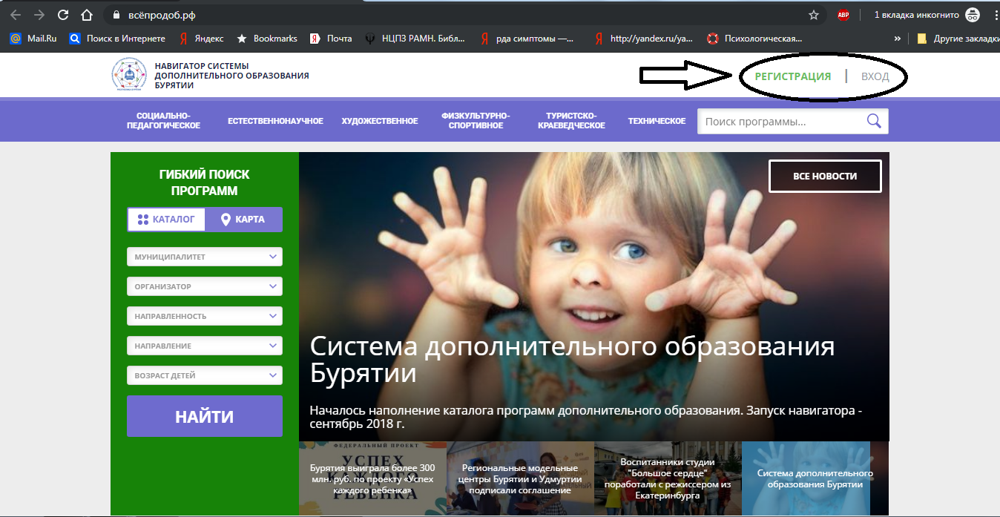 всёпродоб.рф
ABP
1 вкладка инкогнито
Mail.Ru
Поиск в Интернете
Яндекс
Bookmarks
Почта
НЦПЗ РАМН. Библ...
рда симптомы —...
http://yandex.ru/ya...
Психологическая...
»
Другие закладки
НАВИГАТОР СИСТЕМЫ
ДОПОЛНИТЕЛЬНОГО ОБРАЗОВАНИЯ
БУРЯТИИ
РЕГИСТРАЦИЯ | ВХОД
СОЦИАЛЬНО-
ПЕДАГОГИЧЕСКОЕ
ЕСТЕСТВЕННОНАУЧНОЕ
ХУДОЖЕСТВЕННОЕ
ФИЗКУЛЬТУРНО-
СПОРТИВНОЕ
ТУРИСТСКО-
КРАЕВЕДЧЕСКОЕ
ТЕХНИЧЕСКОЕ
Поиск программы...
ГИБКИЙ ПОИСК
ПРОГРАММ
КАТАЛОГ
КАРТА
МУНИЦИПАЛИТЕТ
ОРГАНИЗАТОР
НАПРАВЛЕННОСТЬ
НАПРАВЛЕНИЕ
ВОЗРАСТ ДЕТЕЙ
НАЙТИ
ВСЕ НОВОСТИ
Система дополнительного образования
Бурятии
Началось наполнение каталога программ дополнительного образования. Запуск навигатора -
сентябрь 2018 г.
ФЕДЕРАЛЬНЫЙ ПРОЕКТ
УСПЕХ
КАЖДОГО
РЕБЕНКА
Бурятия выиграла более 300
млн. руб. по проекту «Успех
каждого ребенка»
Региональные модельные
центры Бурятии и Удмуртии
подписали соглашение
Воспитанники студии
"Большое сердце"
поработали с режиссером из
Екатеринбурга
Система дополнительного
образования Бурятии